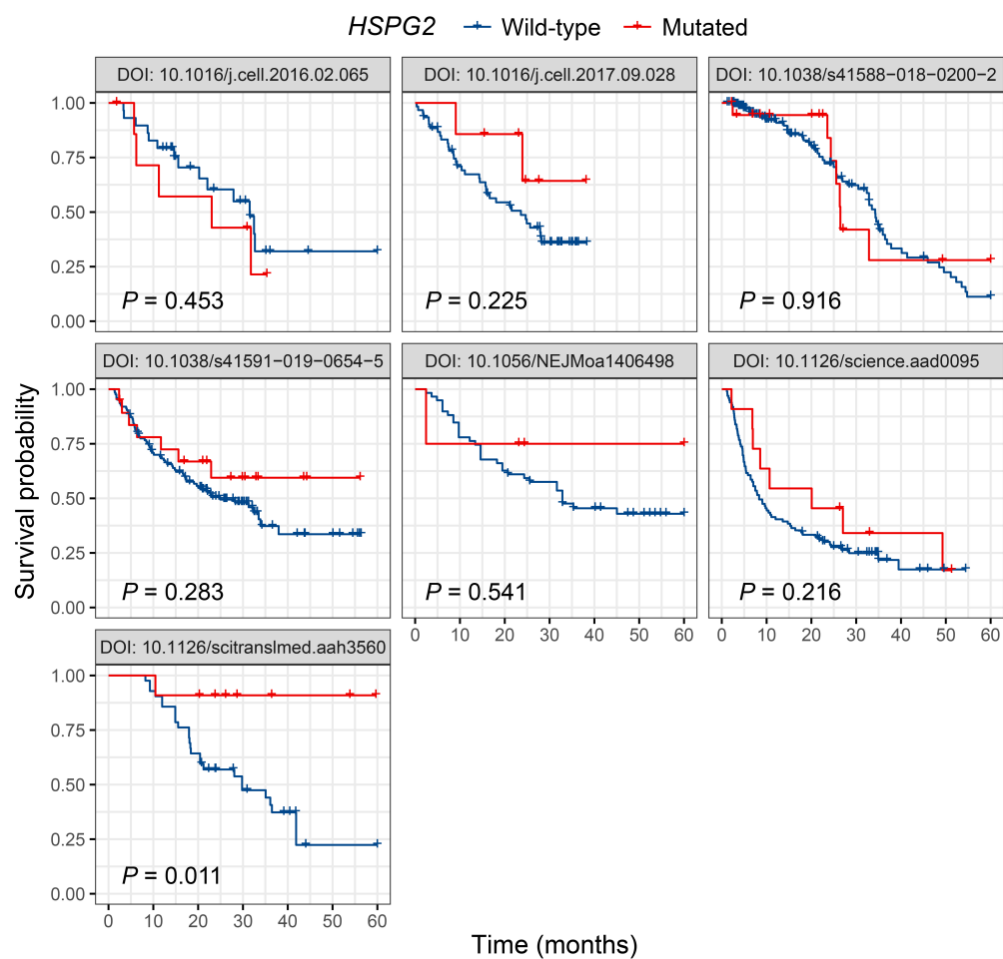 HSPG2 Wild-type Mutated
DOI: 10.1016/j.cell.2016.02.065
DOI: 10.1016/j.cell.2017.09.028
DOI: 10.1038/s41588−018−0200−2
1.00
0.75
0.50
0.25
0.00
P = 0.453
P = 0.225
P = 0.916
DOI: 10.1038/s41591−019−0654−5
DOI: 10.1056/NEJMoa1406498
DOI: 10.1126/science.aad0095
Survival probability
1.00
0.75
0.50
0.25
0.00
P = 0.283
P = 0.541
P = 0.216
0 10 20 30 40 50 60
0 10 20 30 40 50 60
DOI: 10.1126/scitranslmed.aah3560
1.00
0.75
0.50
0.25
0.00
P = 0.011
0 10 20 30 40 50 60
Time (months)